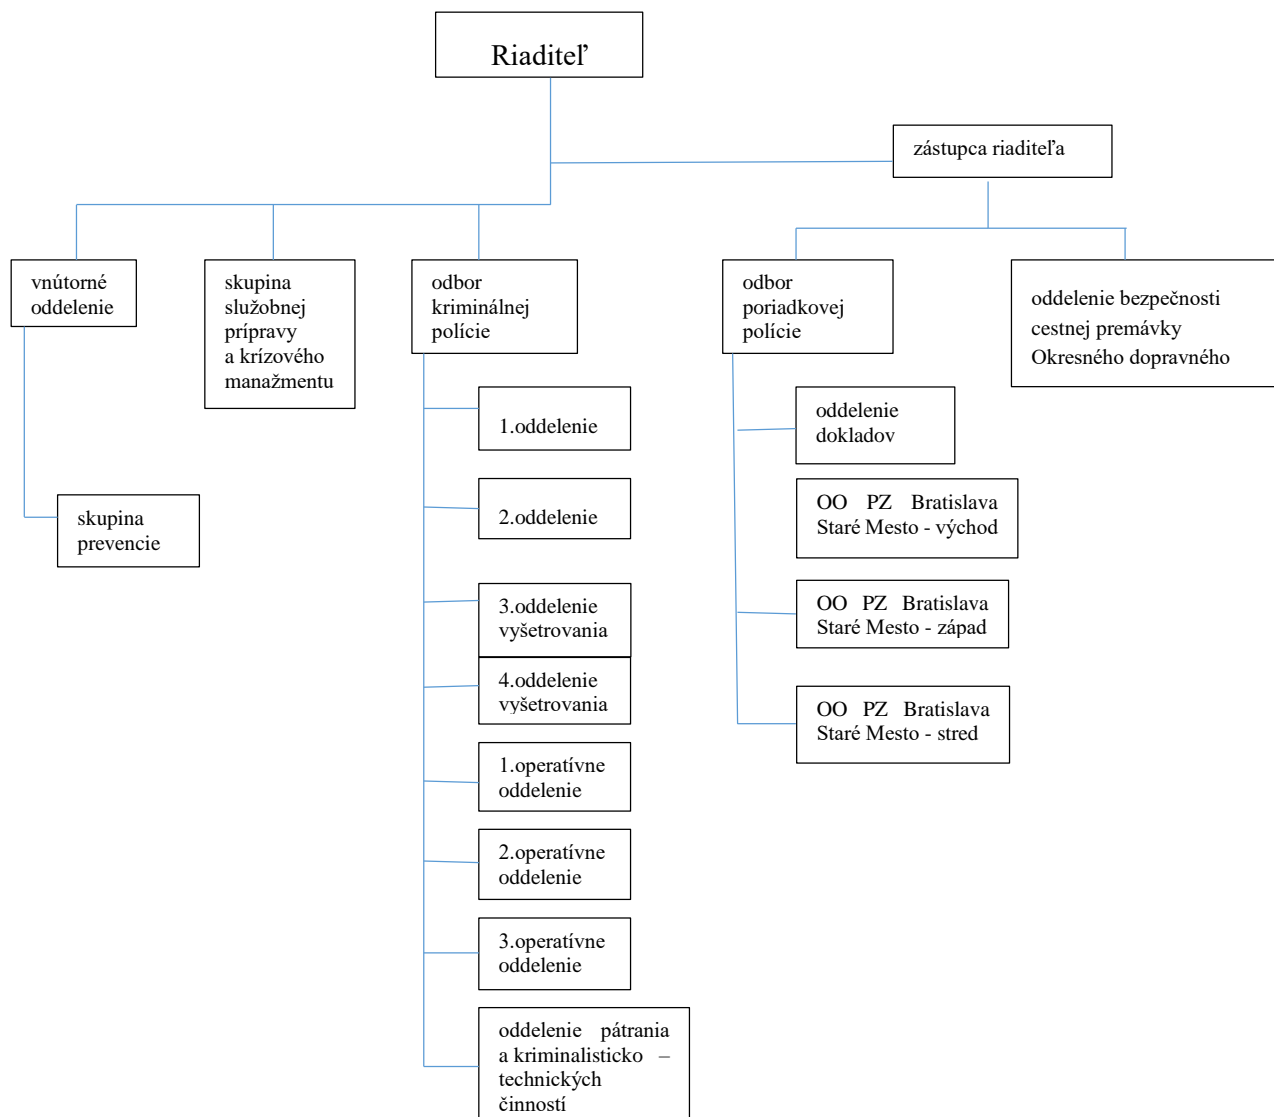 Riaditeľ
zástupca riaditeľa
vnútorné
oddelenie
skupina
služobnej
prípravy
a krízového
manažmentu
odbor
kriminálnej
polície
odbor
poriadkovej
polície
oddelenie bezpečnosti
cestnej premávky
Okresného dopravného
skupina
prevencie
1.oddelenie
2.oddelenie
3.oddelenie
vyšetrovania
4.oddelenie
vyšetrovania
1.operatívne
oddelenie
2.operatívne
oddelenie
3.operatívne
oddelenie
oddelenie pátrania
a kriminalisticko –
technických
činností
oddelenie
dokladov
OO PZ Bratislava
Staré Mesto - východ
OO PZ Bratislava
Staré Mesto - západ
OO PZ Bratislava
Staré Mesto - stred